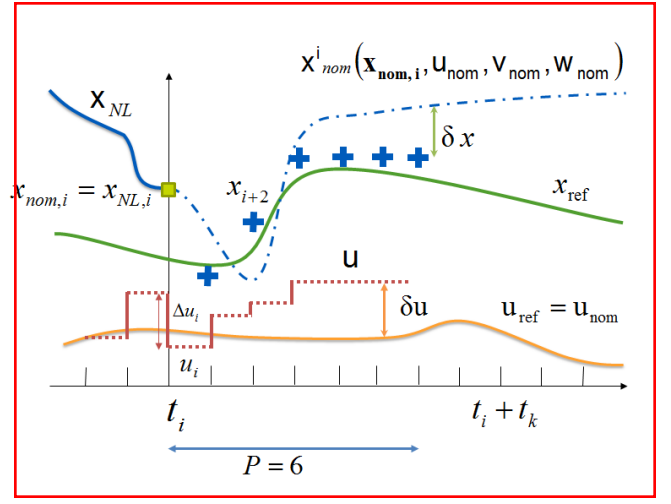 xⁱₙₒₘ(x_nom,i, u_nom, v_nom, w_nom)
x_NL
δx
x_nom,i = x_NL,i
x_i+2
x_ref
u
Δu_i
δu
u_ref = u_nom
u_i
t_i
t_i + t_k
P = 6